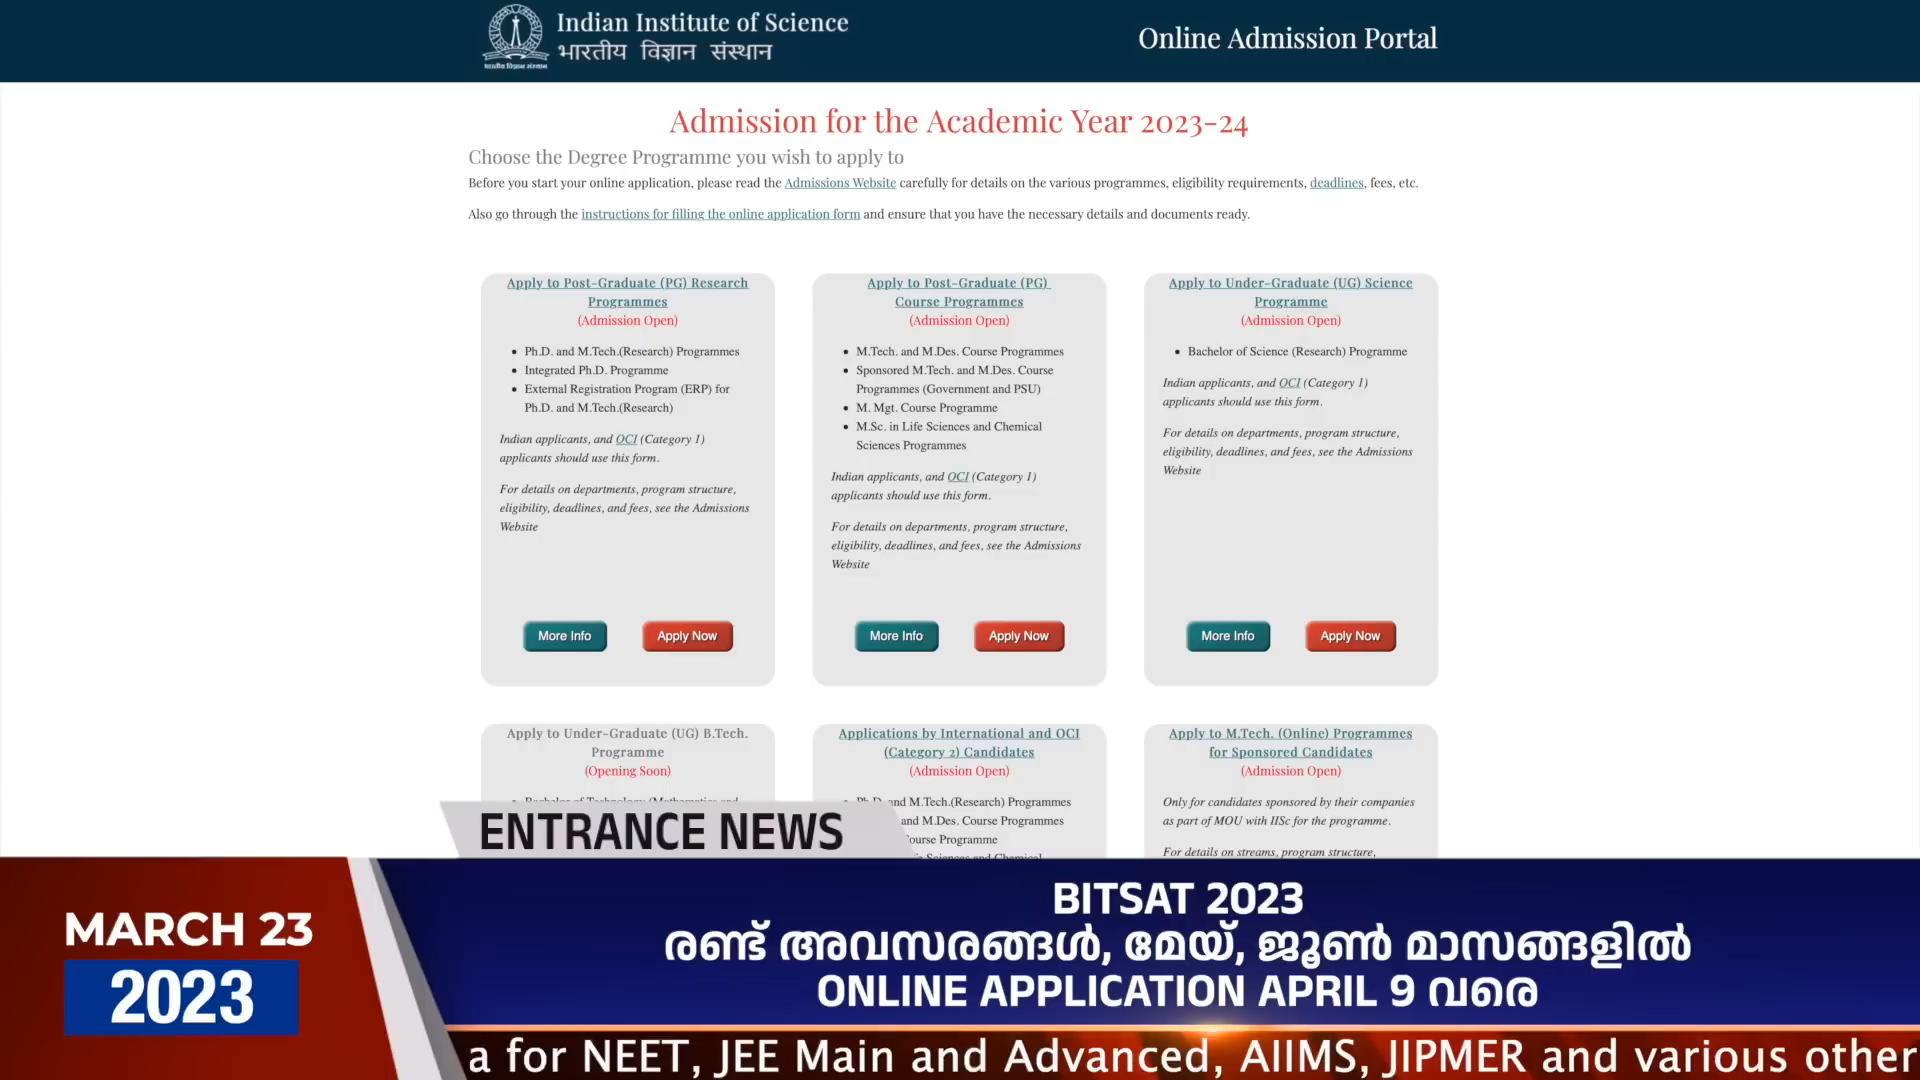 Indian Institute of Science
भारतीय विज्ञान संस्थान
भारतीय विज्ञान संस्थान
Online Admission Portal
Admission for the Academic Year 2023-24
Choose the Degree Programme you wish to apply to
Before you start your online application, please read the Admissions Website carefully for details on the various programmes, eligibility requirements, deadlines, fees, etc.
Also go through the instructions for filling the online application form and ensure that you have the necessary details and documents ready.
Apply to Post-Graduate (PG) Research
Programmes
(Admission Open)
• Ph.D. and M.Tech.(Research) Programmes
• Integrated Ph.D. Programme
• External Registration Program (ERP) for
Ph.D. and M.Tech.(Research)
Indian applicants, and OCI (Category 1)
applicants should use this form.
For details on departments, program structure,
eligibility, deadlines, and fees, see the Admissions
Website
More Info
Apply Now
Apply to Post-Graduate (PG)
Course Programmes
(Admission Open)
• M.Tech. and M.Des. Course Programmes
• Sponsored M.Tech. and M.Des. Course
Programmes (Government and PSU)
• M. Mgt. Course Programme
• M.Sc. in Life Sciences and Chemical
Sciences Programmes
Indian applicants, and OCI (Category 1)
applicants should use this form.
For details on departments, program structure,
eligibility, deadlines, and fees, see the Admissions
Website
More Info
Apply Now
Apply to Under-Graduate (UG) Science
Programme
(Admission Open)
• Bachelor of Science (Research) Programme
Indian applicants, and OCI (Category 1)
applicants should use this form.
For details on departments, program structure,
eligibility, deadlines, and fees, see the Admissions
Website
More Info
Apply Now
Apply to Under-Graduate (UG) B.Tech.
Programme
(Opening Soon)
• Bachelor of Technology (Mathematics and
Applications by International and OCI
(Category 2) Candidates
(Admission Open)
Ph.D. and M.Tech.(Research) Programmes
and M.Des. Course Programmes
Course Programme
Sciences and Chemical
Apply to M.Tech. (Online) Programmes
for Sponsored Candidates
(Admission Open)
Only for candidates sponsored by their companies
as part of MOU with IISc for the programme.
For details on streams, program structure,
ENTRANCE NEWS
MARCH 23
2023
BITSAT 2023
രണ്ട് അവസരങ്ങൾ, മേയ്, ജൂൺ മാസങ്ങളിൽ
ONLINE APPLICATION APRIL 9 വരെ
a for NEET, JEE Main and Advanced, AIIMS, JIPMER and various other